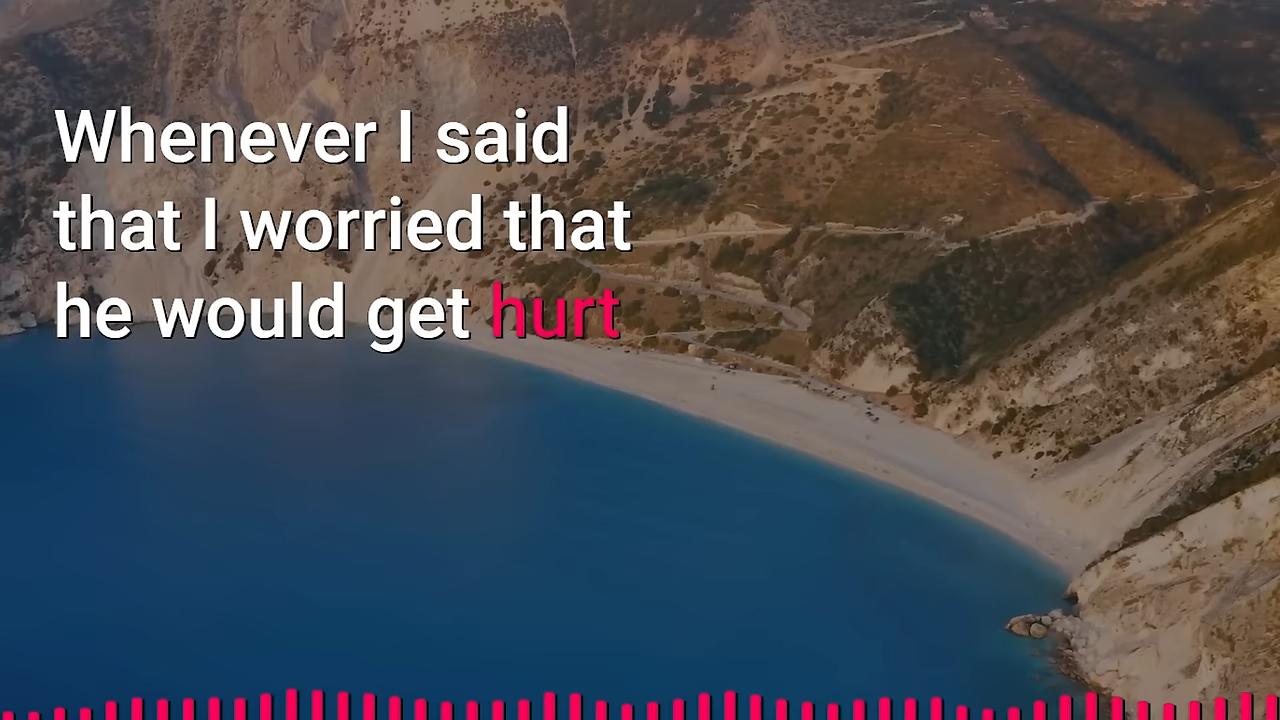 Whenever I said
that I worried that
he would get hurt